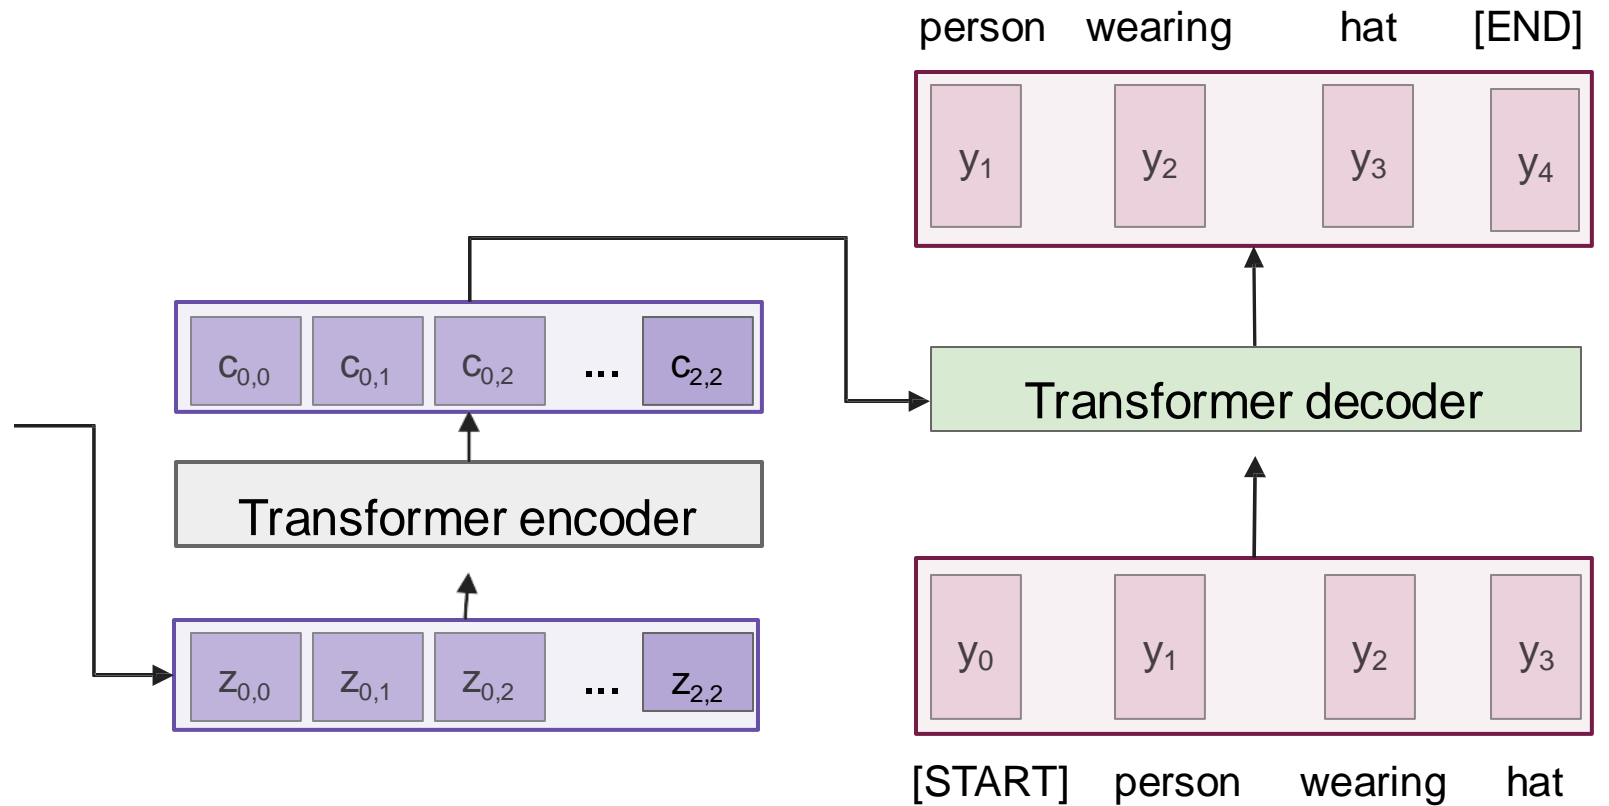 person wearing hat [END]
y1 y2 y3 y4
c0,0 c0,1 c0,2 ... c2,2
Transformer decoder
Transformer encoder
z0,0 z0,1 z0,2 ... z2,2
y0 y1 y2 y3
[START] person wearing hat